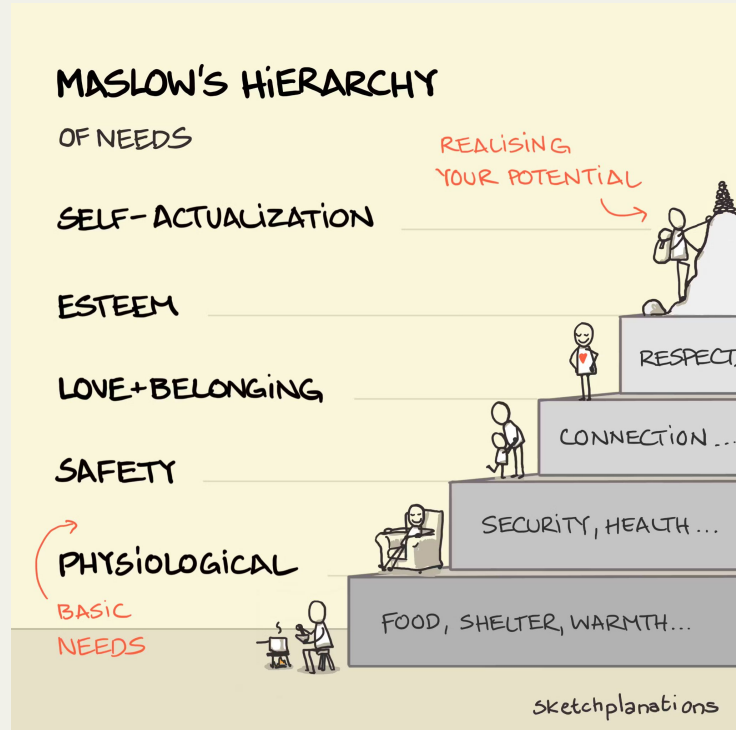 MASLOW'S HiERARCHY
OF NEEDS
REALiSiNG
YOUR POTENTiAL
SELF-ACTUALiZATiON
ESTEEM
RESPECT,
LOVE+BELONGiNG
CONNECTiON...
SAFETY
SECURiTY, HEALTH...
PHYSiOLOGiCAL
BASiC
NEEDS
FOOD, SHELTER, WARMTH...
sketchplanations